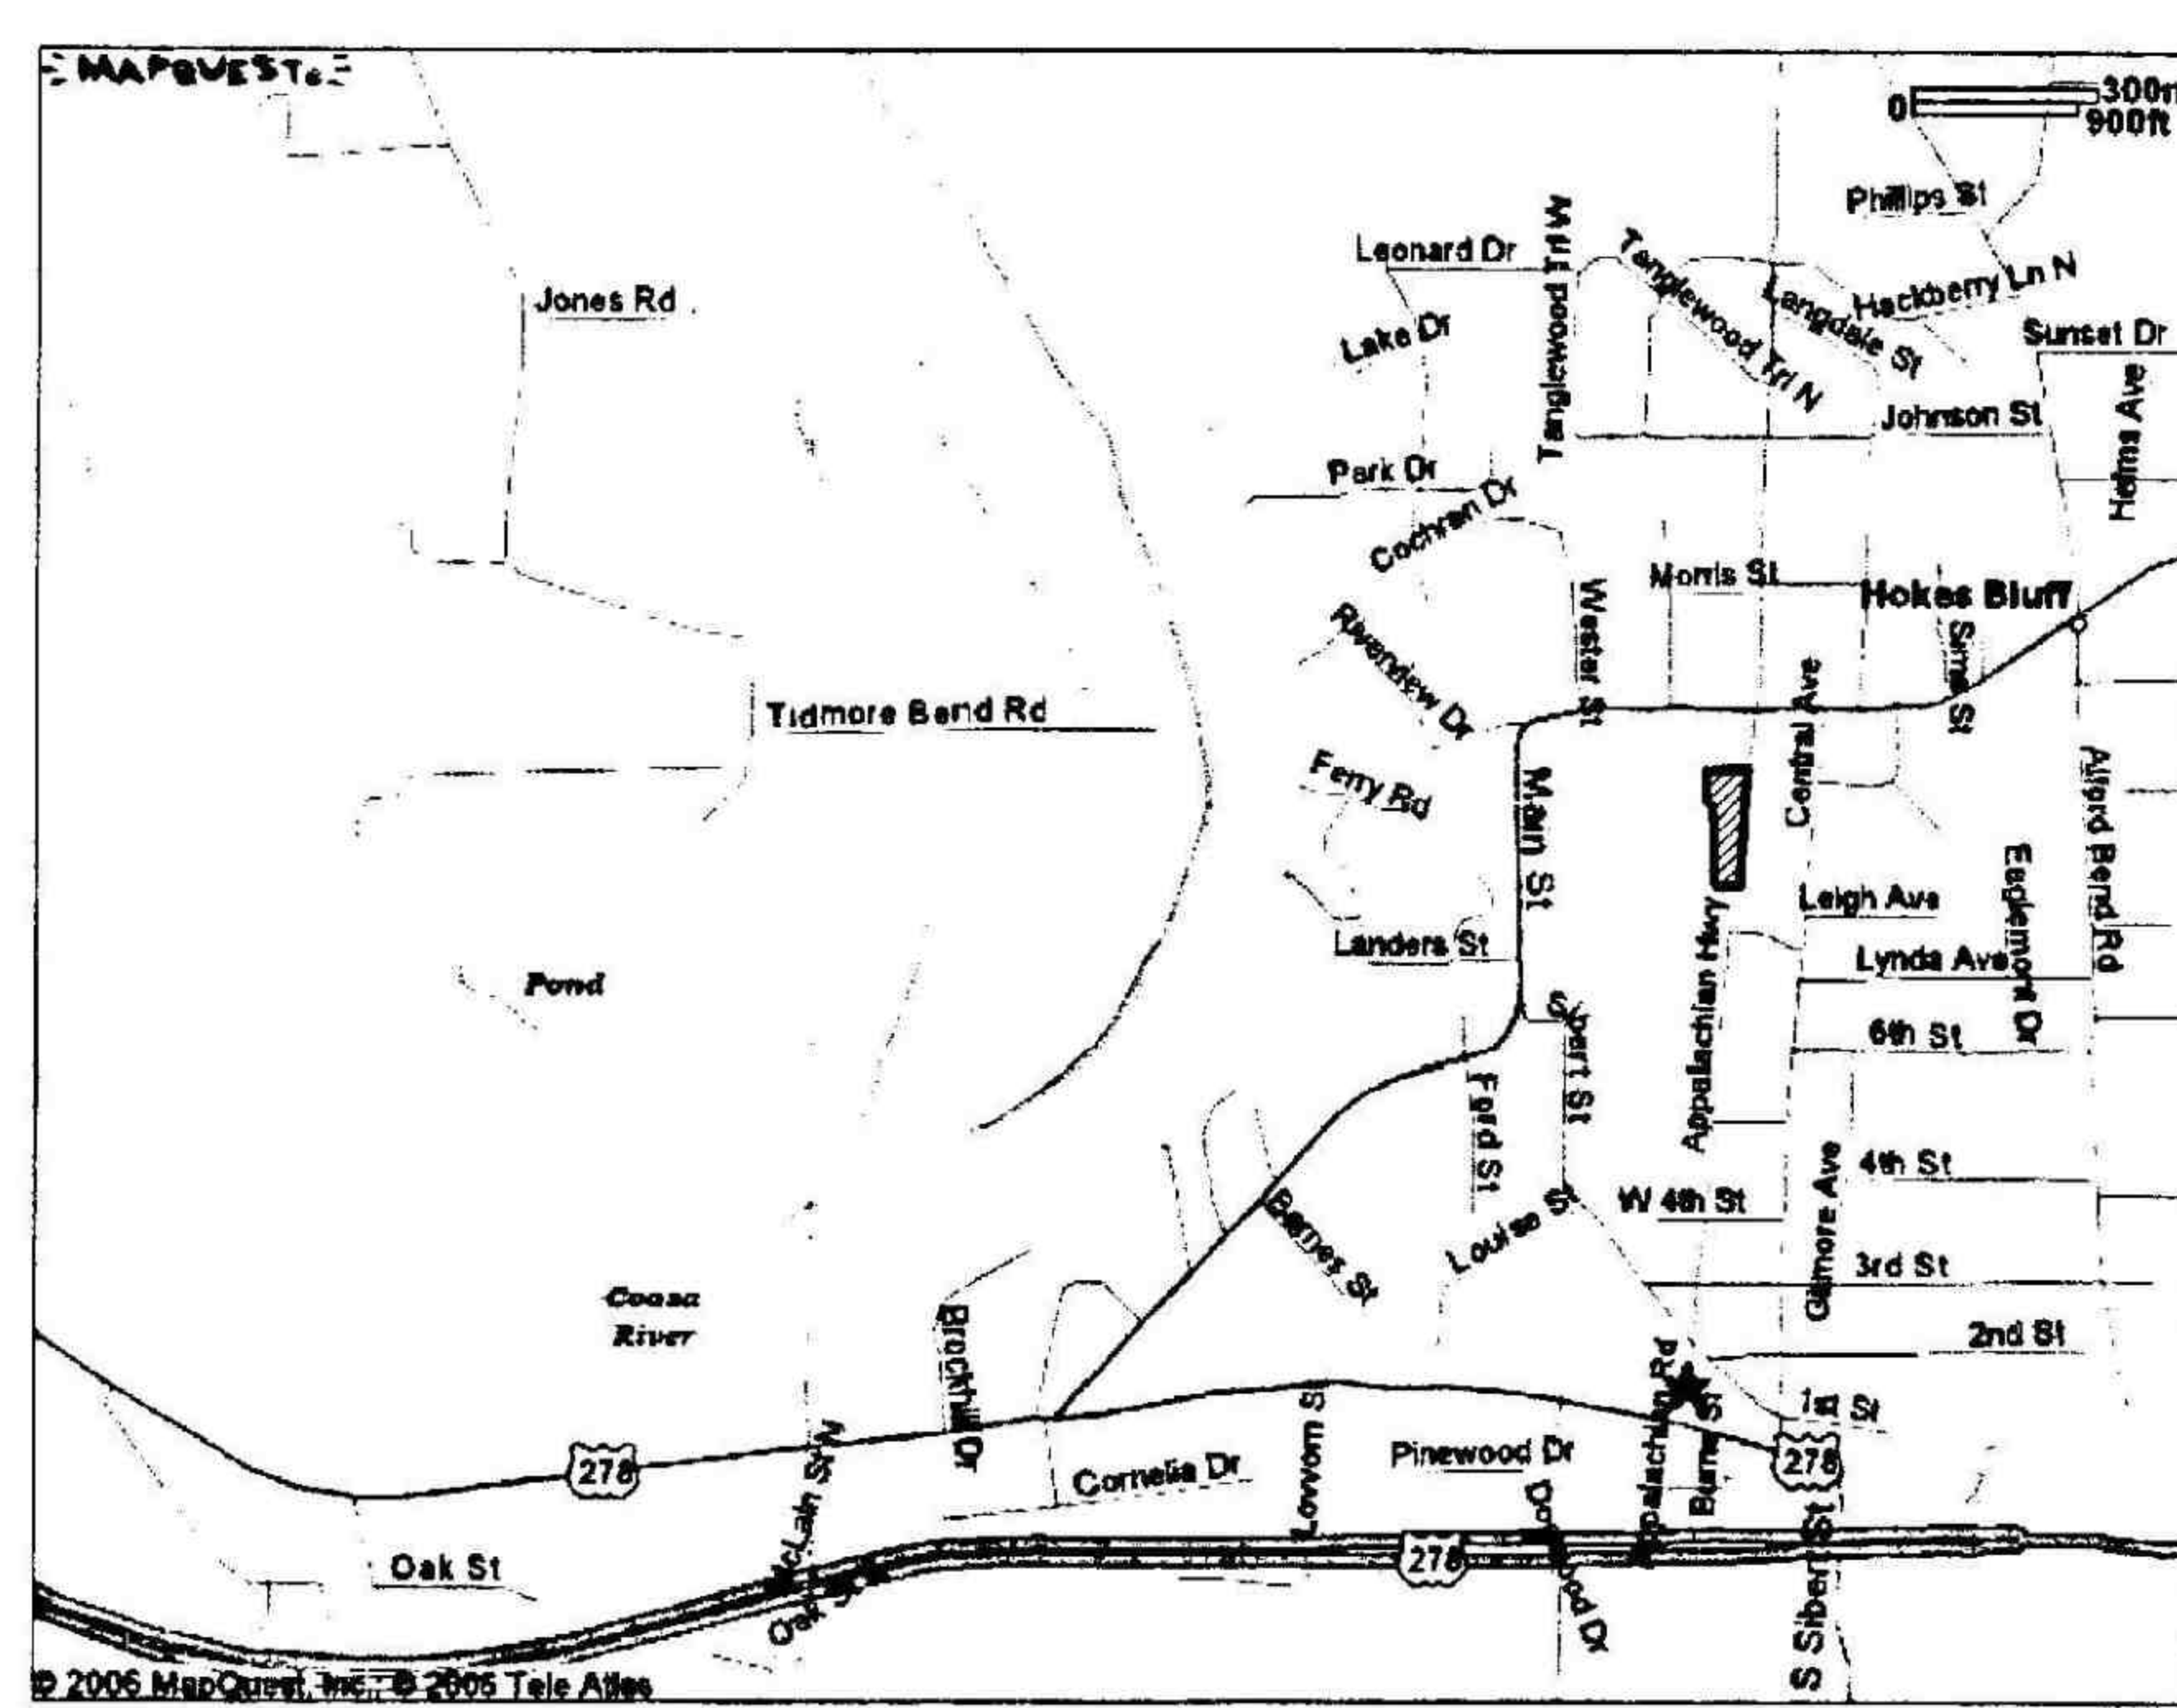 MAPQUEST
300m
0
900ft
Phillips St
Leonard Dr
Tanglewood Trl W
Tanglewood Trl N
Langdale St
Hackberry Ln N
Jones Rd
Lake Dr
Sunset Dr
Helms Ave
Johnson St
Park Dr
Cochran Dr
Morris St
Hokes Bluff
Wester St
Riverview Dr
Sims St
Central Ave
Tidmore Bend Rd
Ferry Rd
Main St
Alford Bend Rd
Eaglemont Dr
Leigh Ave
Appalachian Hwy
Landers St
Lynda Ave
Pond
Sibert St
6th St
Ford St
4th St
W 4th St
Gilmore Ave
Louise St
Barnes St
3rd St
Coosa
River
Brockhill Dr
2nd St
Appalachian Rd
1st St
Burns St
278
278
Pinewood Dr
Cornelia Dr
Lovvorn S
McLain St N
278
Oak St
S Sibert St
© 2006 MapQuest, Inc.; © 2005 Tele Atlas